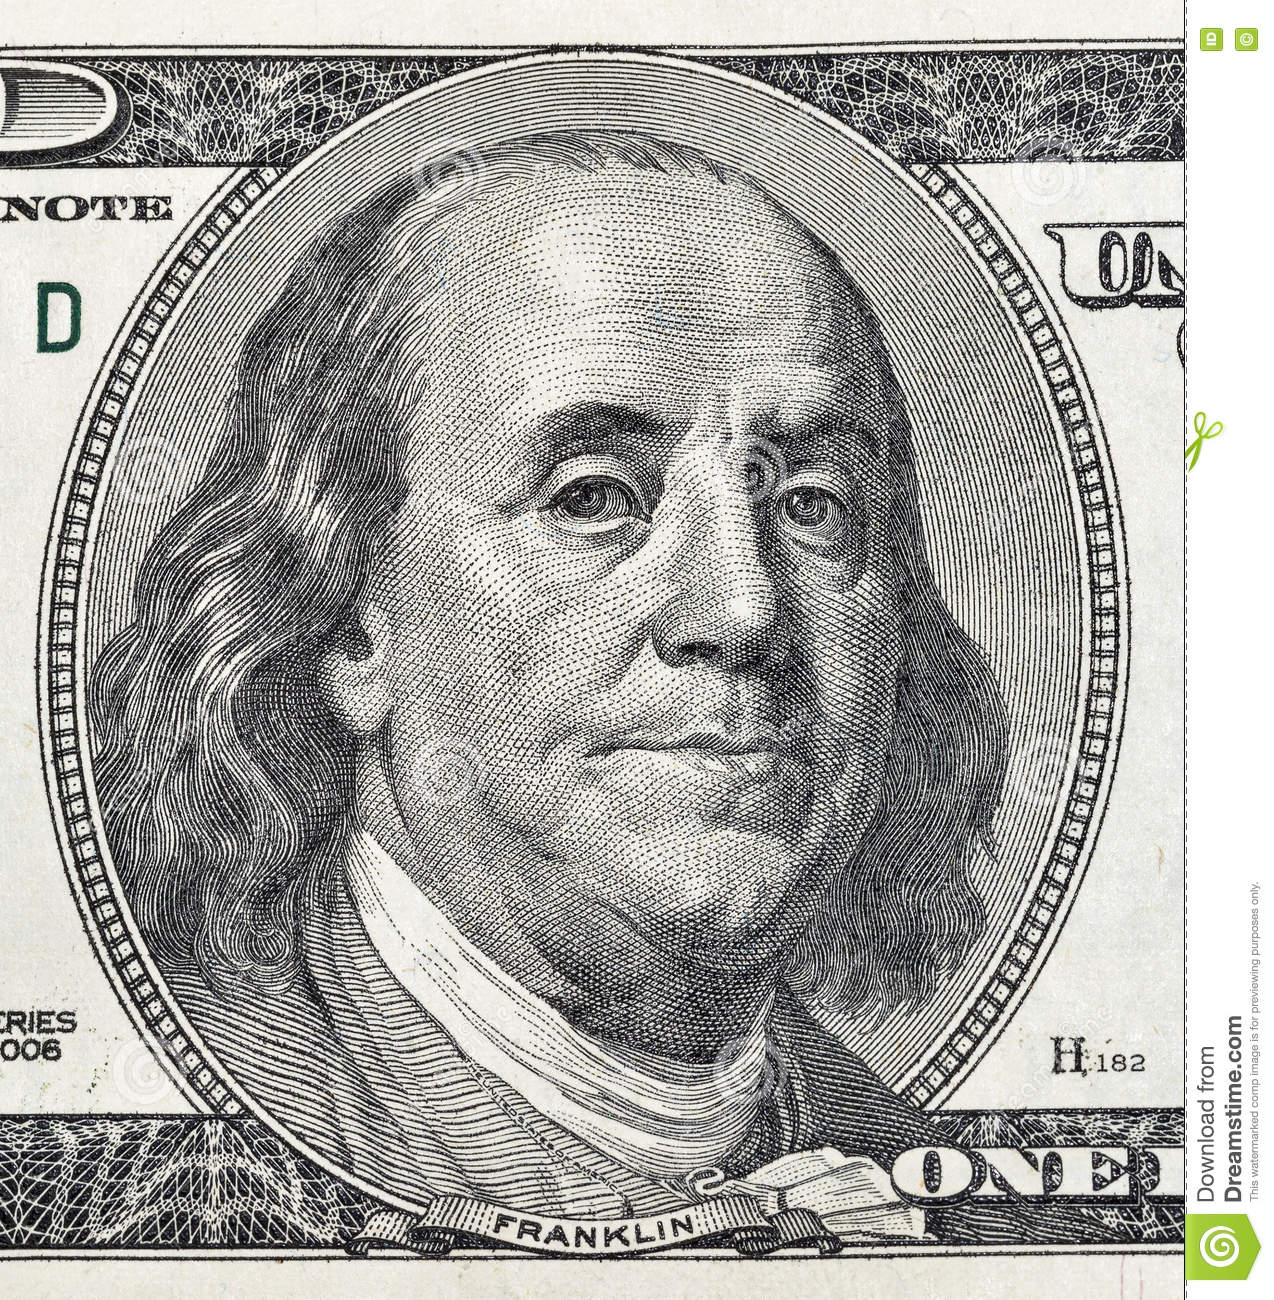 NOTE
D
UN
ERIES
006
H 182
ONE
FRANKLIN
ID
©
Download from
Dreamstime.com
This watermarked comp image is for previewing purposes only.